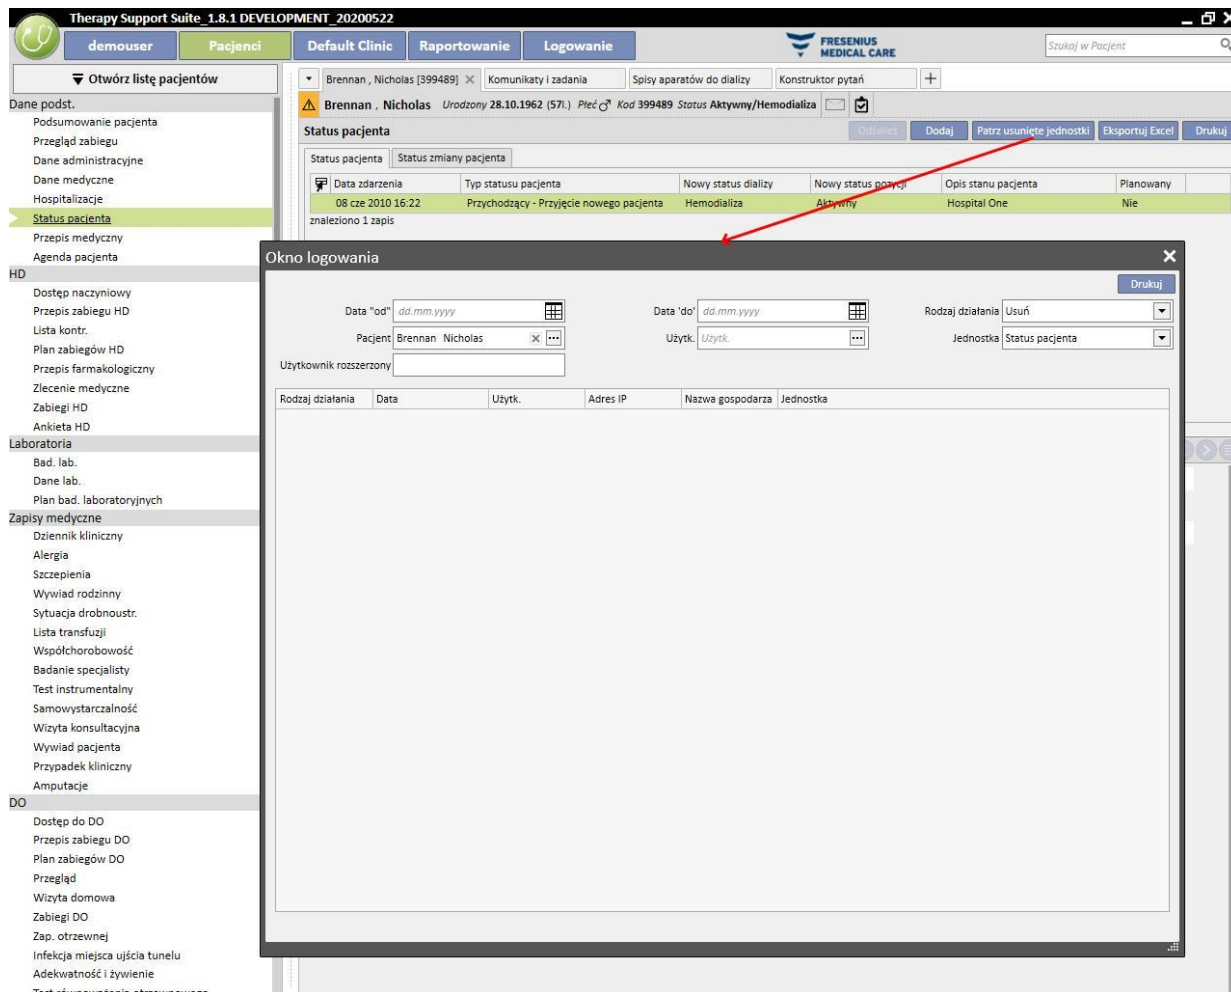 Therapy Support Suite_1.8.1 DEVELOPMENT_20200522
demouser Pacjenci Default Clinic Raportowanie Logowanie FRESENIUS MEDICAL CARE Szukaj w Pacjent
Otwórz listę pacjentów
Brennan , Nicholas [399489] Komunikaty i zadania Spisy aparatów do dializy Konstruktor pytań
Brennan , Nicholas Urodzony 28.10.1962 (57l.) Płeć Kod 399489 Status Aktywny/Hemodializa
Status pacjenta Odśwież Dodaj Patrz usunięte jednostki Eksportuj Excel Drukuj
Status pacjenta Status zmiany pacjenta
Data zdarzenia Typ statusu pacjenta Nowy status dializy Nowy status pozycji Opis stanu pacjenta Planowany
08 cze 2010 16:22 Przychodzący - Przyjęcie nowego pacjenta Hemodializa Aktywny Hospital One Nie
znaleziono 1 zapis
Dane podst.
Podsumowanie pacjenta
Przegląd zabiegu
Dane administracyjne
Dane medyczne
Hospitalizacje
Status pacjenta
Przepis medyczny
Agenda pacjenta
HD
Dostęp naczyniowy
Przepis zabiegu HD
Lista kontr.
Plan zabiegów HD
Przepis farmakologiczny
Zlecenie medyczne
Zabiegi HD
Ankieta HD
Laboratoria
Bad. lab.
Dane lab.
Plan bad. laboratoryjnych
Zapisy medyczne
Dziennik kliniczny
Alergia
Szczepienia
Wywiad rodzinny
Sytuacja drobnoustr.
Lista transfuzji
Współchorobowość
Badanie specjalisty
Test instrumentalny
Samowystarczalność
Wizyta konsultacyjna
Wywiad pacjenta
Przypadek kliniczny
Amputacje
DO
Dostęp do DO
Przepis zabiegu DO
Plan zabiegów DO
Przegląd
Wizyta domowa
Zabiegi DO
Zap. otrzewnej
Infekcja miejsca ujścia tunelu
Adekwatność i żywienie
Okno logowania
Drukuj
Data "od" dd.mm.yyyy Data 'do' dd.mm.yyyy Rodzaj działania Usuń
Pacjent Brennan Nicholas Użytk. Użytk. Jednostka Status pacjenta
Użytkownik rozszerzony
Rodzaj działania Data Użytk. Adres IP Nazwa gospodarza Jednostka